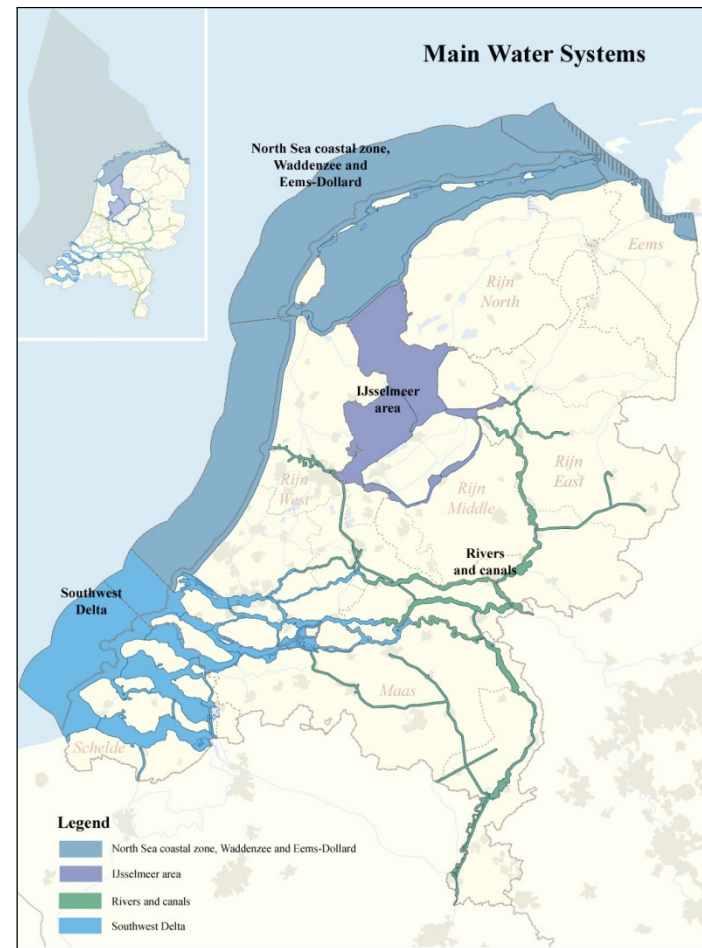 Main Water Systems
North Sea coastal zone,
Waddenzee and
Eems-Dollard
Eems
Rijn
North
IJsselmeer
area
Rijn
West
Rijn
Middle
Rijn
East
Rivers
and canals
Southwest
Delta
Maas
Schelde
Legend
North Sea coastal zone, Waddenzee and Eems-Dollard
IJsselmeer area
Rivers and canals
Southwest Delta